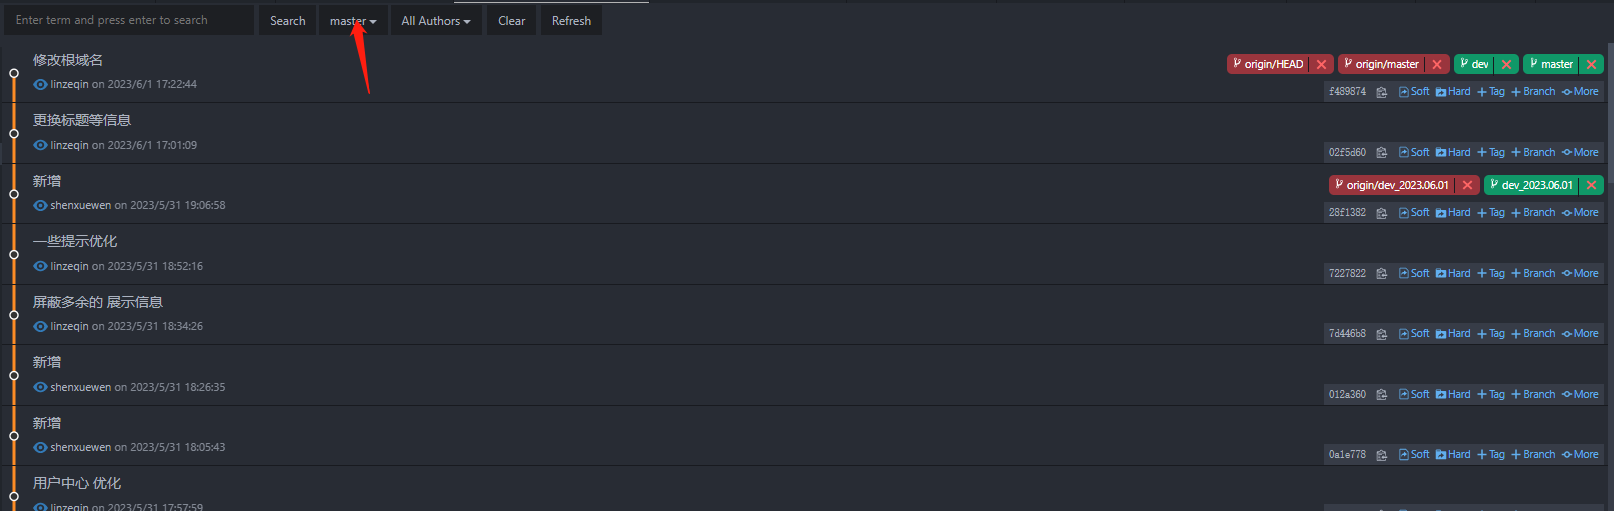 Enter term and press enter to search Search master All Authors Clear Refresh
修改根域名 origin/HEAD origin/master dev master
linzeqin on 2023/6/1 17:22:44 f489874 Soft Hard Tag Branch More
更换标题等信息
linzeqin on 2023/6/1 17:01:09 02f5d60 Soft Hard Tag Branch More
新增 origin/dev_2023.06.01 dev_2023.06.01
shenxuewen on 2023/5/31 19:06:58 28f1382 Soft Hard Tag Branch More
一些提示优化
linzeqin on 2023/5/31 18:52:16 7227822 Soft Hard Tag Branch More
屏蔽多余的 展示信息
linzeqin on 2023/5/31 18:34:26 7d446b8 Soft Hard Tag Branch More
新增
shenxuewen on 2023/5/31 18:26:35 012a360 Soft Hard Tag Branch More
新增
shenxuewen on 2023/5/31 18:05:43 0a1e778 Soft Hard Tag Branch More
用户中心 优化
linzeqin on 2023/5/31 17:57:59